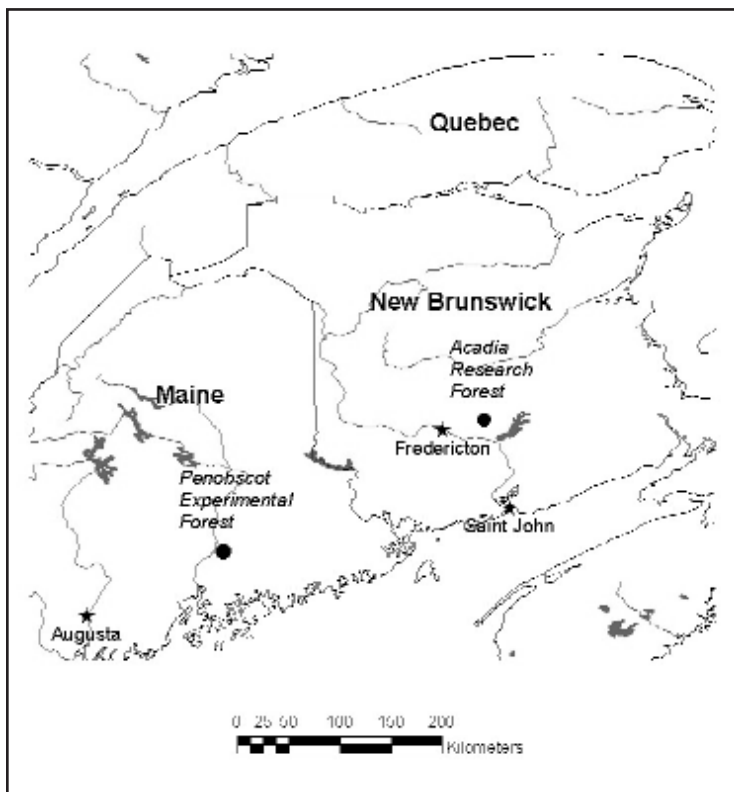 Quebec
New Brunswick
Acadia
Research
Forest
Maine
Fredericton
Penobscot
Experimental
Forest
Saint John
Augusta
0 25 50 100 150 200
Kilometers